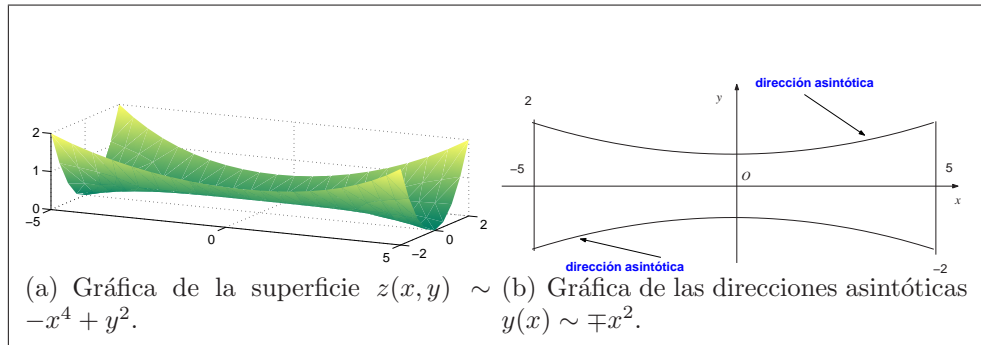 2
1
0
−5
0
5
−2
0
2
dirección asintótica
y
2
−5
O
5
x
dirección asintótica
−2
(a) Gráfica de la superficie z(x, y) ∼
−x⁴ + y².
(b) Gráfica de las direcciones asintóticas
y(x) ∼ ∓x².